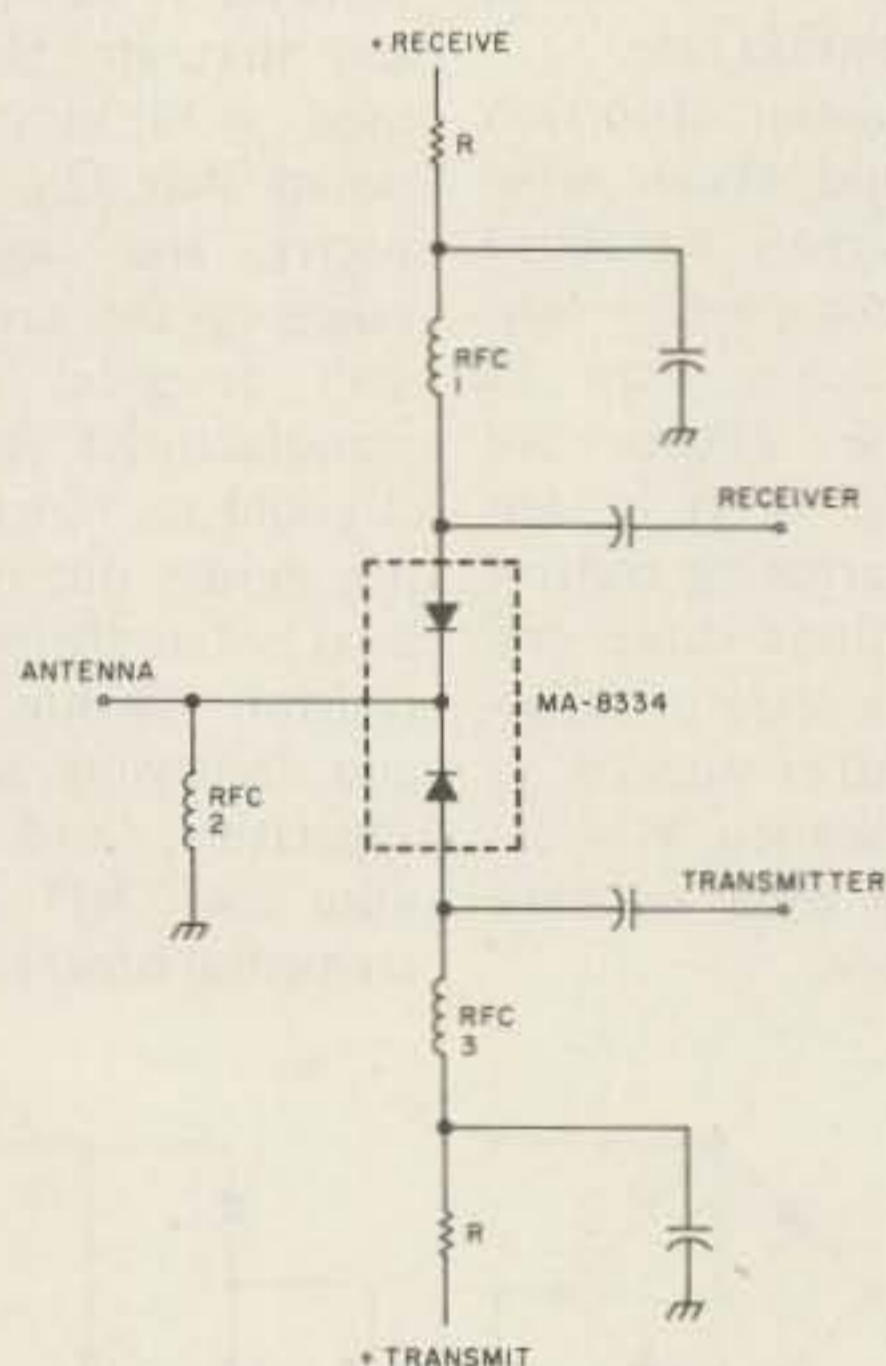 + RECEIVE
R
RFC
1
RECEIVER
ANTENNA
MA-8334
RFC
2
TRANSMITTER
RFC
3
R
+ TRANSMIT